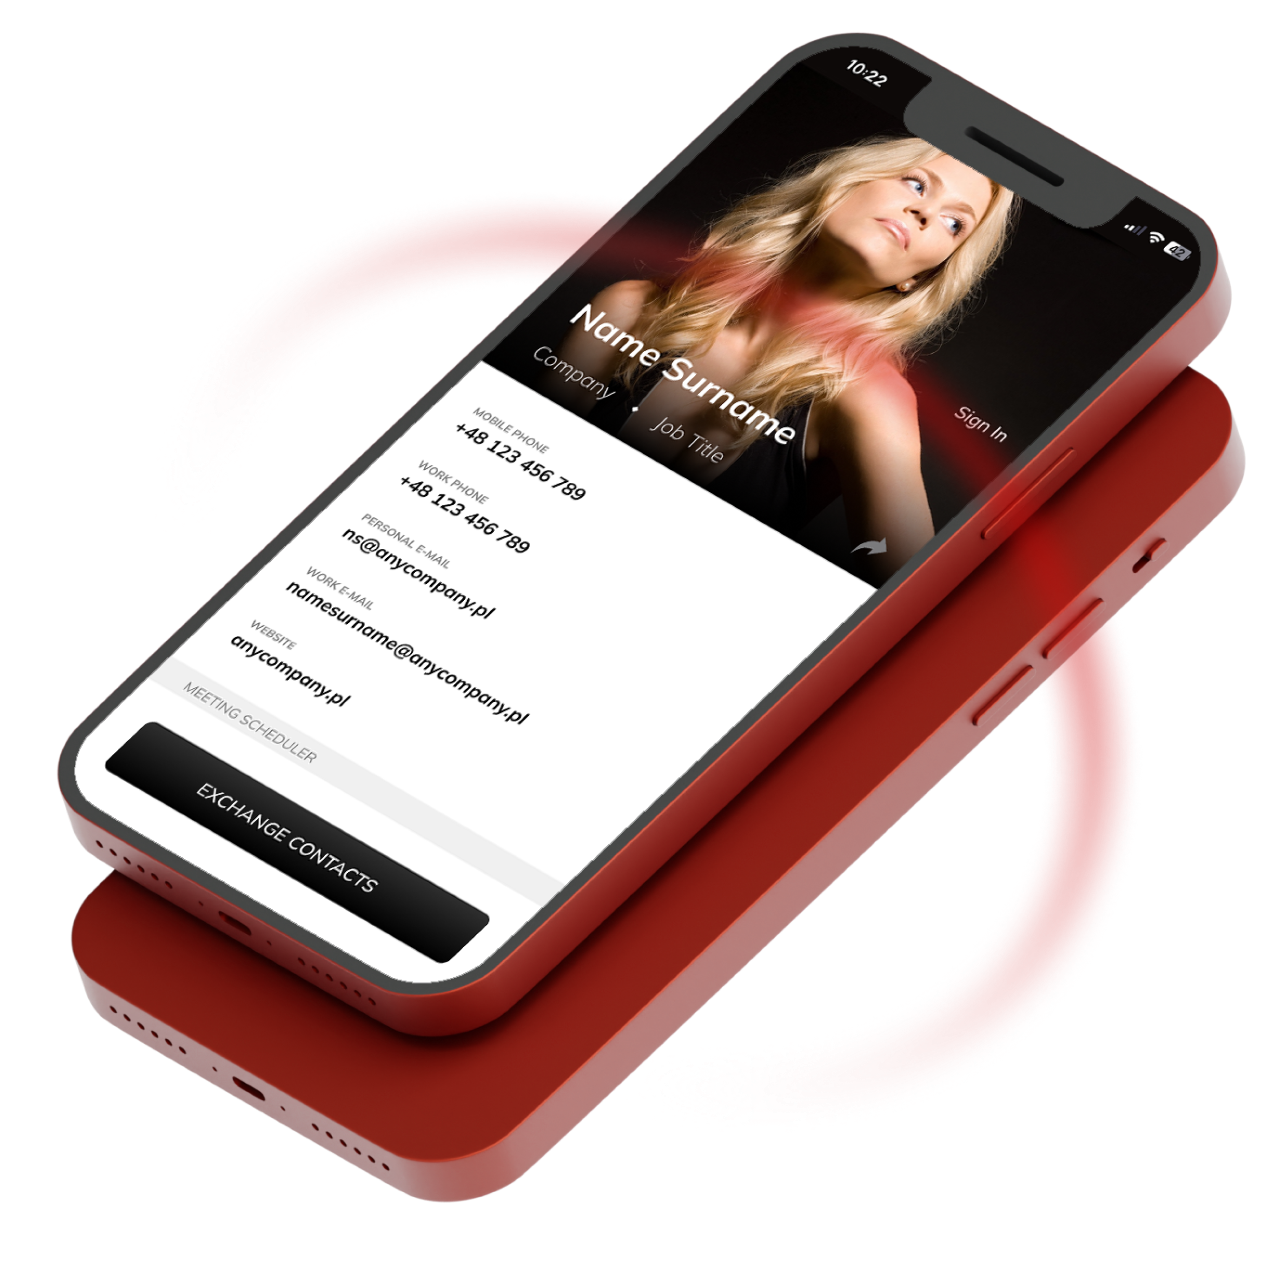 10:22
42
Name Surname
Company • Job Title
Sign In
MOBILE PHONE
+48 123 456 789
WORK PHONE
+48 123 456 789
PERSONAL E-MAIL
ns@anycompany.pl
WORK E-MAIL
namesurname@anycompany.pl
WEBSITE
anycompany.pl
MEETING SCHEDULER
EXCHANGE CONTACTS